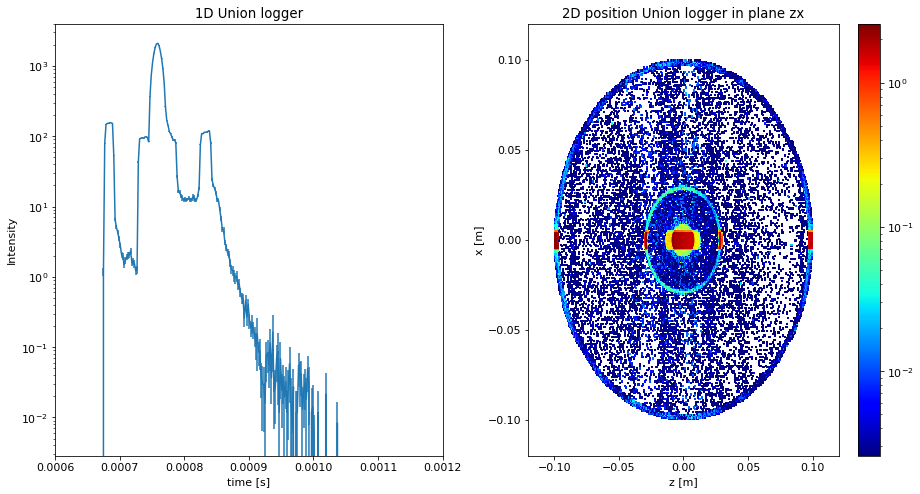 1D Union logger
Intensity
10³
10²
10¹
10⁰
10⁻¹
10⁻²
0.0006 0.0007 0.0008 0.0009 0.0010 0.0011 0.0012
time [s]
2D position Union logger in plane zx
x [m]
0.10
0.05
0.00
−0.05
−0.10
−0.10 −0.05 0.00 0.05 0.10
z [m]
10⁰
10⁻¹
10⁻²